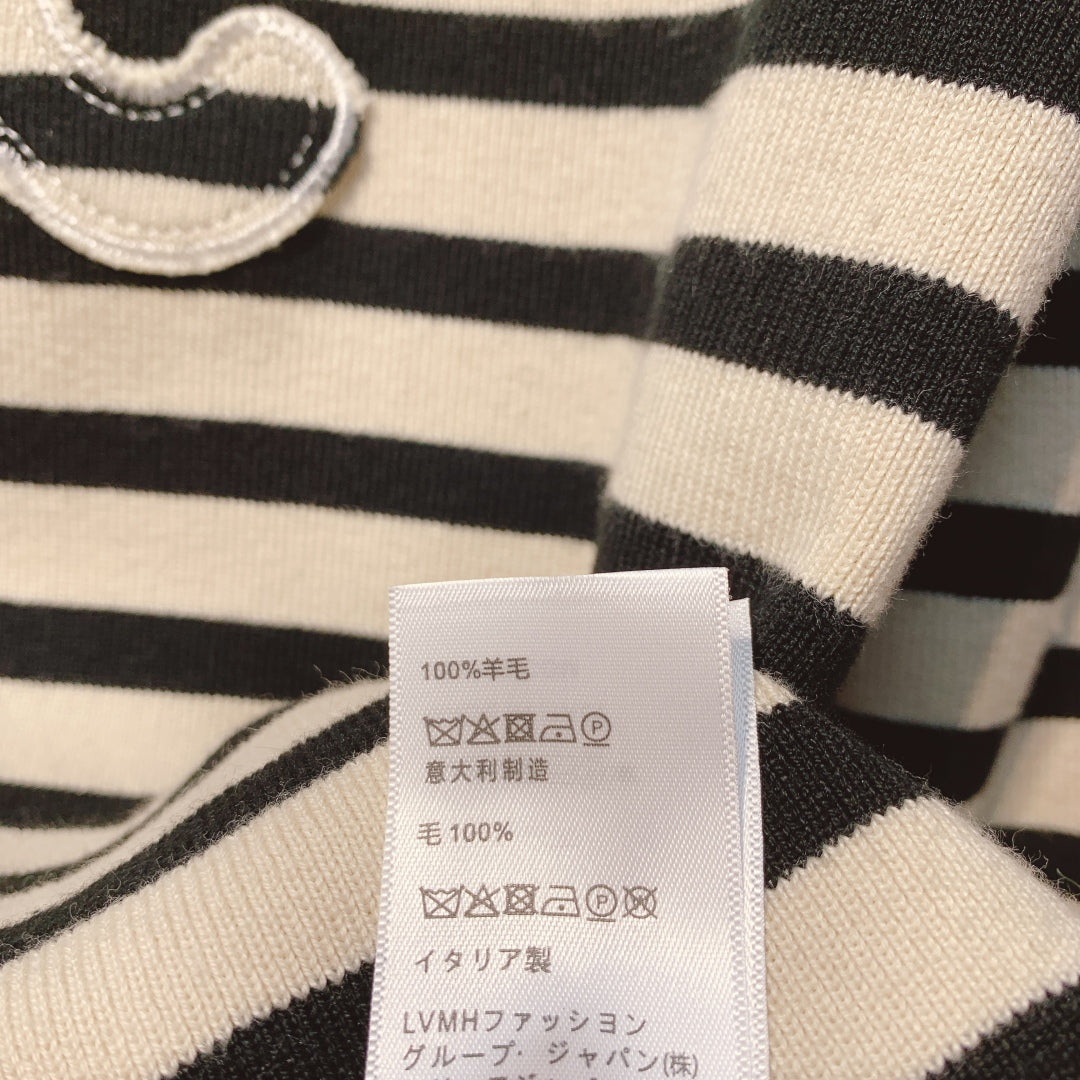 100%羊毛
P
意大利制造
毛 100%
P W
イタリア製
LVMHファッション
グループ・ジャパン(株)